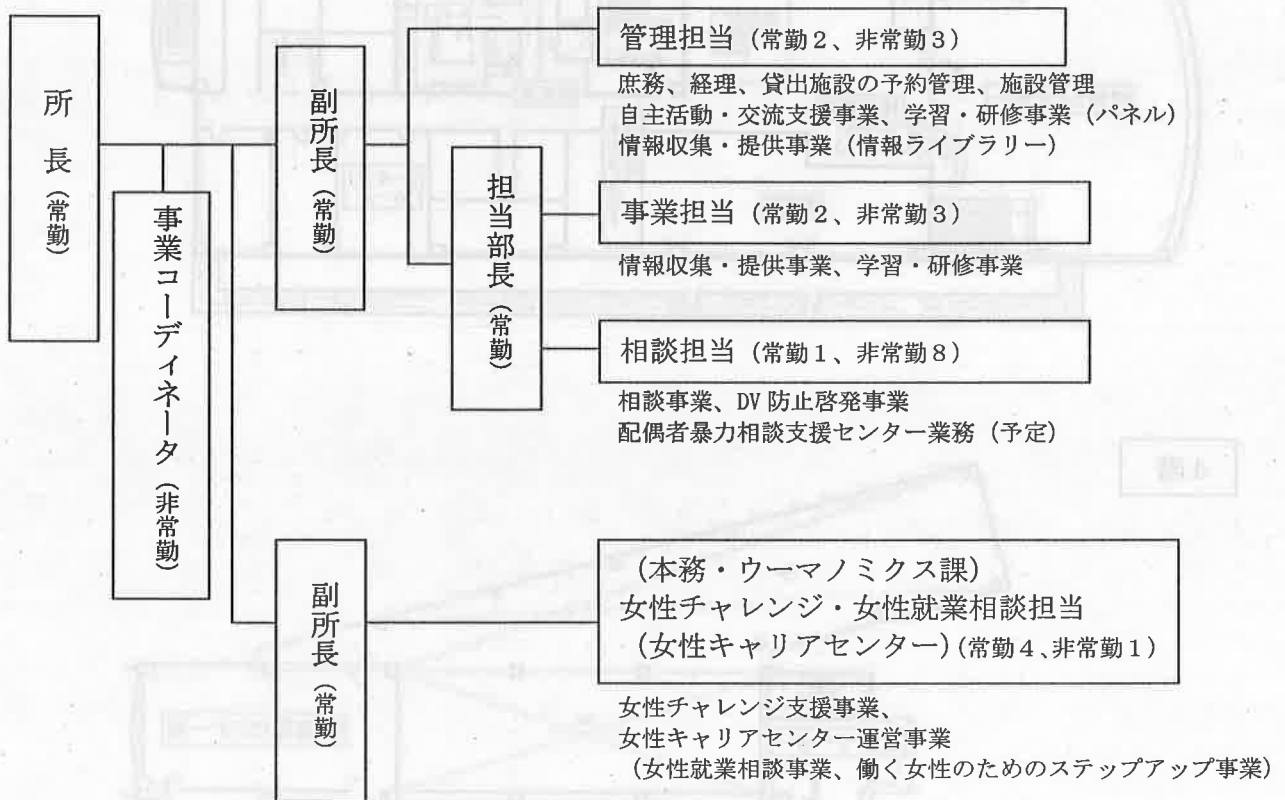 所長（常勤）
事業コーディネータ（非常勤）
副所長（常勤）
管理担当（常勤２、非常勤３）
庶務、経理、貸出施設の予約管理、施設管理
自主活動・交流支援事業、学習・研修事業（パネル）
情報収集・提供事業（情報ライブラリー）
担当部長（常勤）
事業担当（常勤２、非常勤３）
情報収集・提供事業、学習・研修事業
相談担当（常勤１、非常勤８）
相談事業、DV防止啓発事業
配偶者暴力相談支援センター業務（予定）
副所長（常勤）
（本務・ウーマノミクス課）
女性チャレンジ・女性就業相談担当
（女性キャリアセンター）（常勤４、非常勤１）
女性チャレンジ支援事業、
女性キャリアセンター運営事業
（女性就業相談事業、働く女性のためのステップアップ事業）
４階